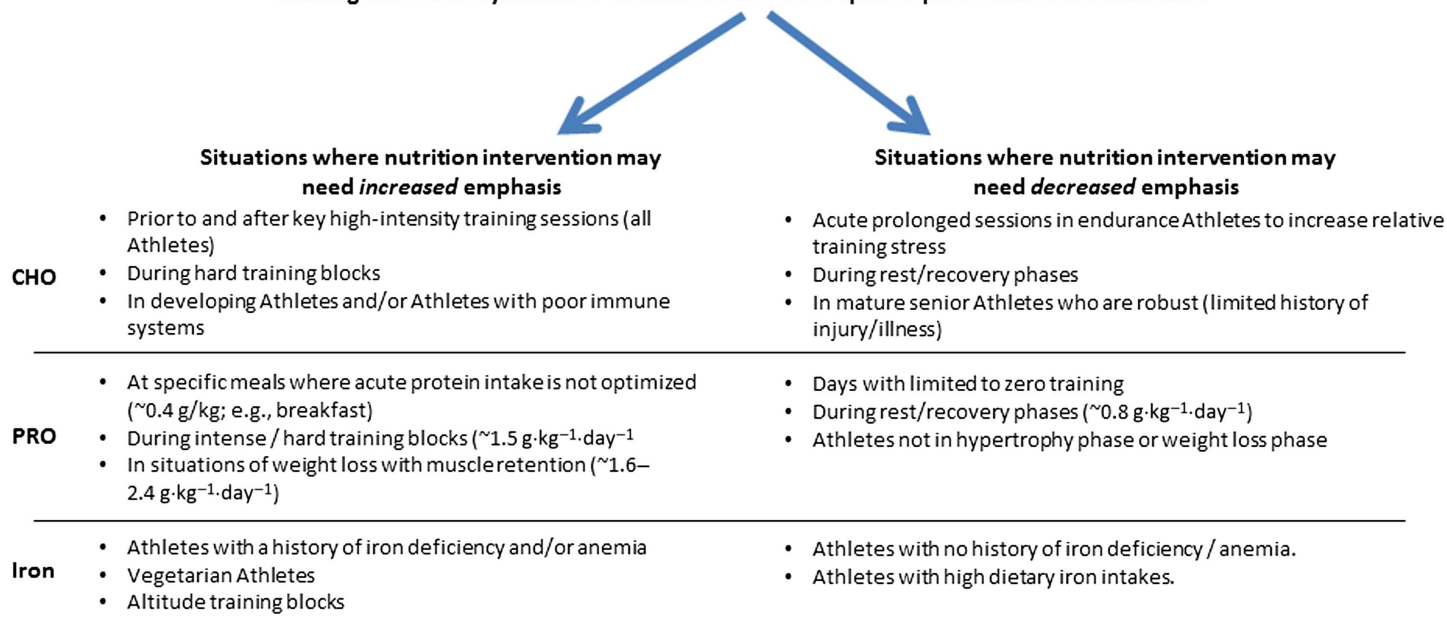 Situations where nutrition intervention may
need increased emphasis
Situations where nutrition intervention may
need decreased emphasis
CHO
• Prior to and after key high-intensity training sessions (all
Athletes)
• During hard training blocks
• In developing Athletes and/or Athletes with poor immune
systems
• Acute prolonged sessions in endurance Athletes to increase relative
training stress
• During rest/recovery phases
• In mature senior Athletes who are robust (limited history of
injury/illness)
PRO
• At specific meals where acute protein intake is not optimized
(~0.4 g/kg; e.g., breakfast)
• During intense / hard training blocks (~1.5 g·kg⁻¹·day⁻¹
• In situations of weight loss with muscle retention (~1.6–
2.4 g·kg⁻¹·day⁻¹)
• Days with limited to zero training
• During rest/recovery phases (~0.8 g·kg⁻¹·day⁻¹)
• Athletes not in hypertrophy phase or weight loss phase
Iron
• Athletes with a history of iron deficiency and/or anemia
• Vegetarian Athletes
• Altitude training blocks
• Athletes with no history of iron deficiency / anemia.
• Athletes with high dietary iron intakes.